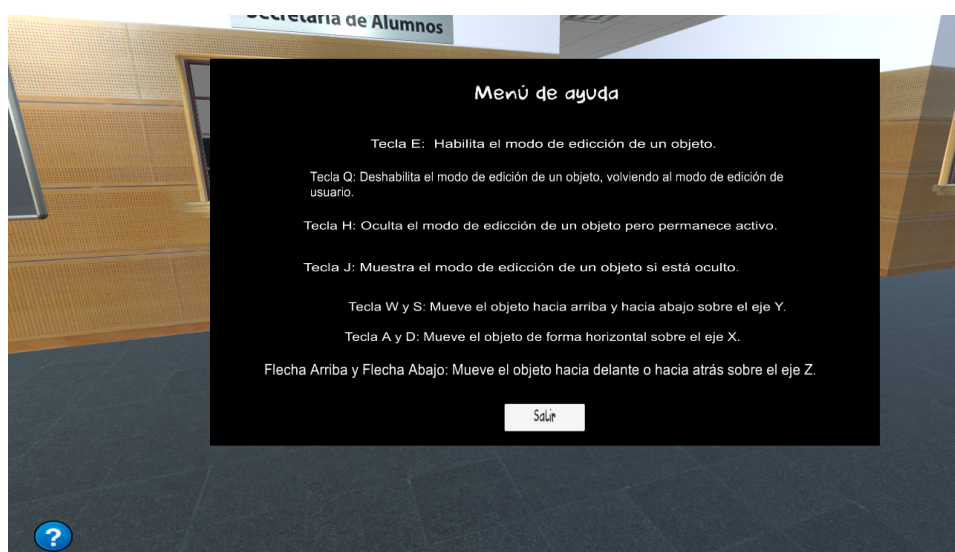 Secretaría de Alumnos
Menú de ayuda
Tecla E: Habilita el modo de edicción de un objeto.
Tecla Q: Deshabilita el modo de edición de un objeto, volviendo al modo de edición de
usuario.
Tecla H: Oculta el modo de edicción de un objeto pero permanece activo.
Tecla J: Muestra el modo de edicción de un objeto si está oculto.
Tecla W y S: Mueve el objeto hacia arriba y hacia abajo sobre el eje Y.
Tecla A y D: Mueve el objeto de forma horizontal sobre el eje X.
Flecha Arriba y Flecha Abajo: Mueve el objeto hacia delante o hacia atrás sobre el eje Z.
Salir
?